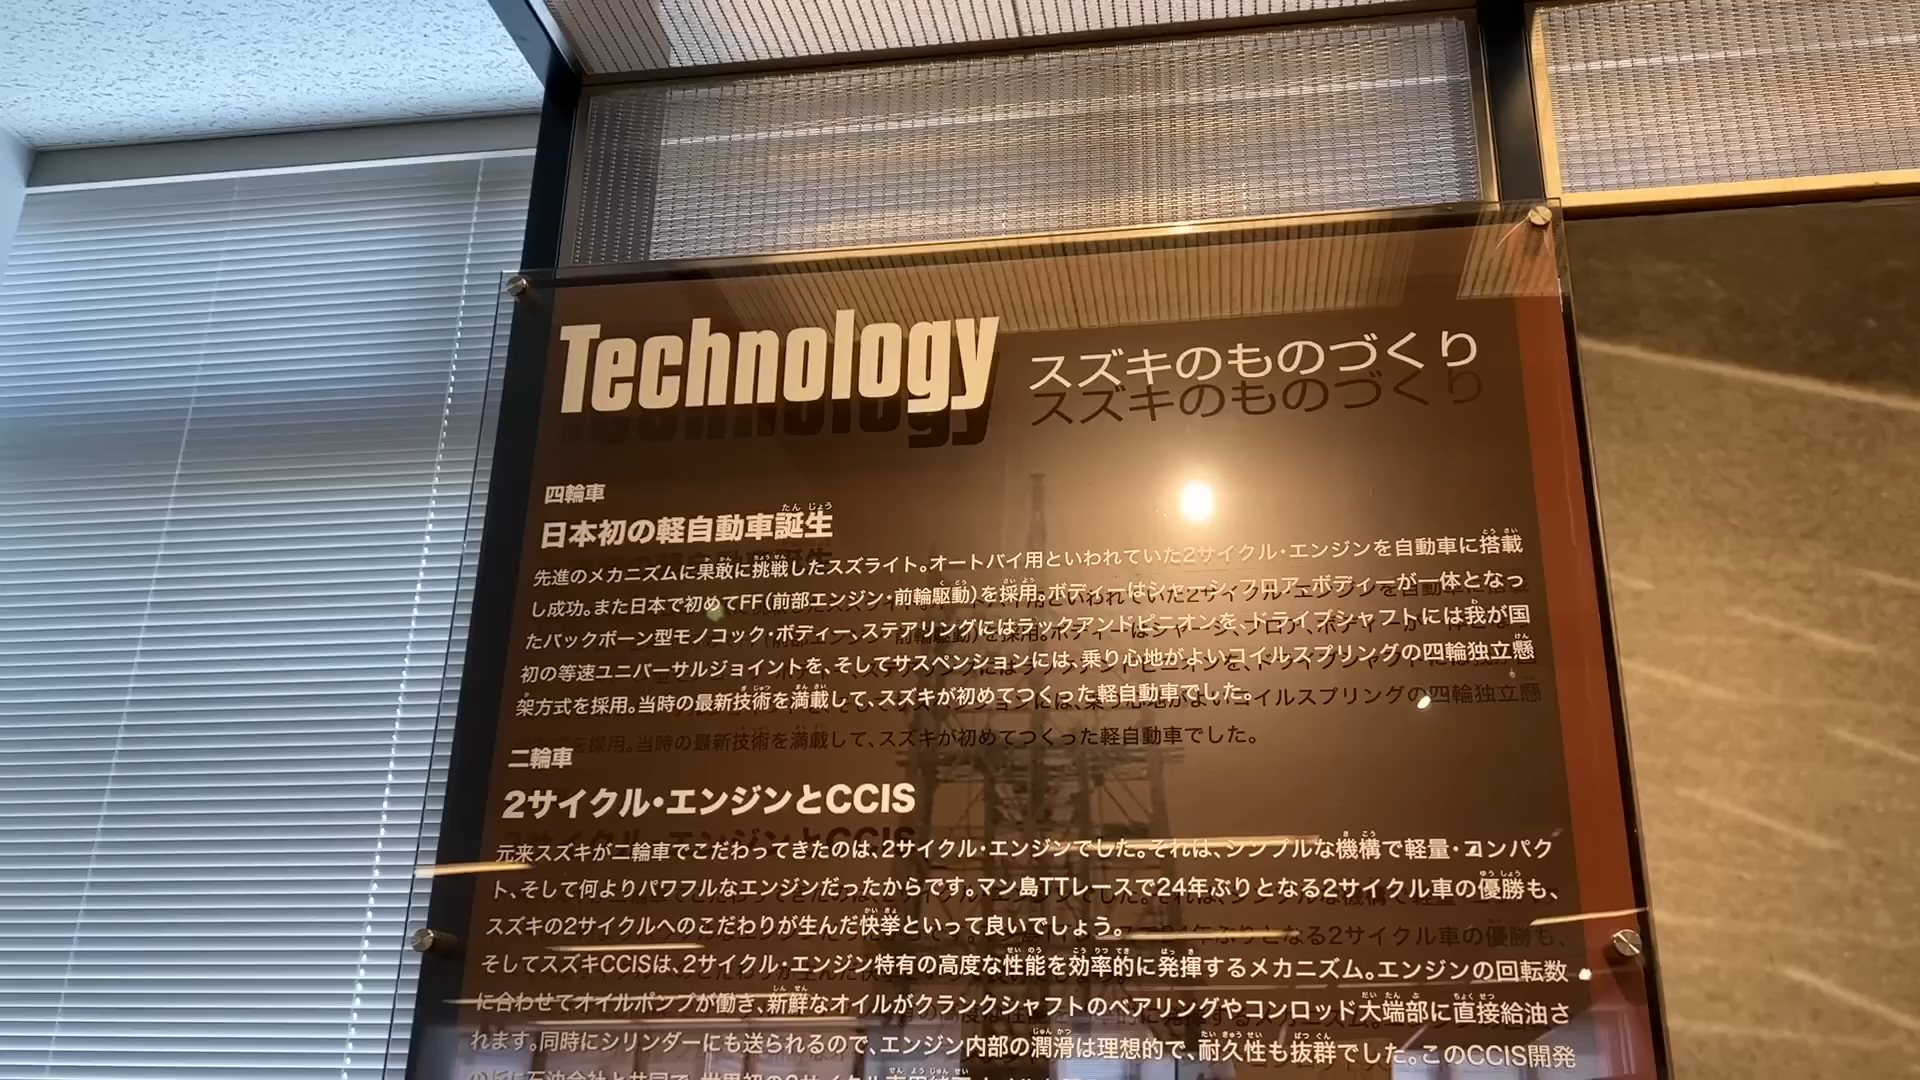 Technology スズキのものづくり
四輪車
日本初の軽自動車誕生
先進のメカニズムに果敢に挑戦したスズライト。オートバイ用といわれていた2サイクル・エンジンを自動車に搭載
し成功。また日本で初めてFF(前部エンジン・前輪駆動)を採用。ボディーはシャーシ、フロア、ボディーが一体となっ
たバックボーン型モノコック・ボディー、ステアリングにはラックアンドピニオンを、ドライブシャフトには我が国
初の等速ユニバーサルジョイントを、そしてサスペンションには、乗り心地がよいコイルスプリングの四輪独立懸
架方式を採用。当時の最新技術を満載して、スズキが初めてつくった軽自動車でした。
二輪車
2サイクル・エンジンとCCIS
元来スズキが二輪車でこだわってきたのは、2サイクル・エンジンでした。それは、シンプルな機構で軽量・コンパク
ト、そして何よりパワフルなエンジンだったからです。マン島TTレースで24年ぶりとなる2サイクル車の優勝も、
スズキの2サイクルへのこだわりが生んだ快挙といって良いでしょう。
そしてスズキCCISは、2サイクル・エンジン特有の高度な性能を効率的に発揮するメカニズム。エンジンの回転数
に合わせてオイルポンプが働き、新鮮なオイルがクランクシャフトのベアリングやコンロッド大端部に直接給油さ
れます。同時にシリンダーにも送られるので、エンジン内部の潤滑は理想的で、耐久性も抜群でした。このCCIS開発